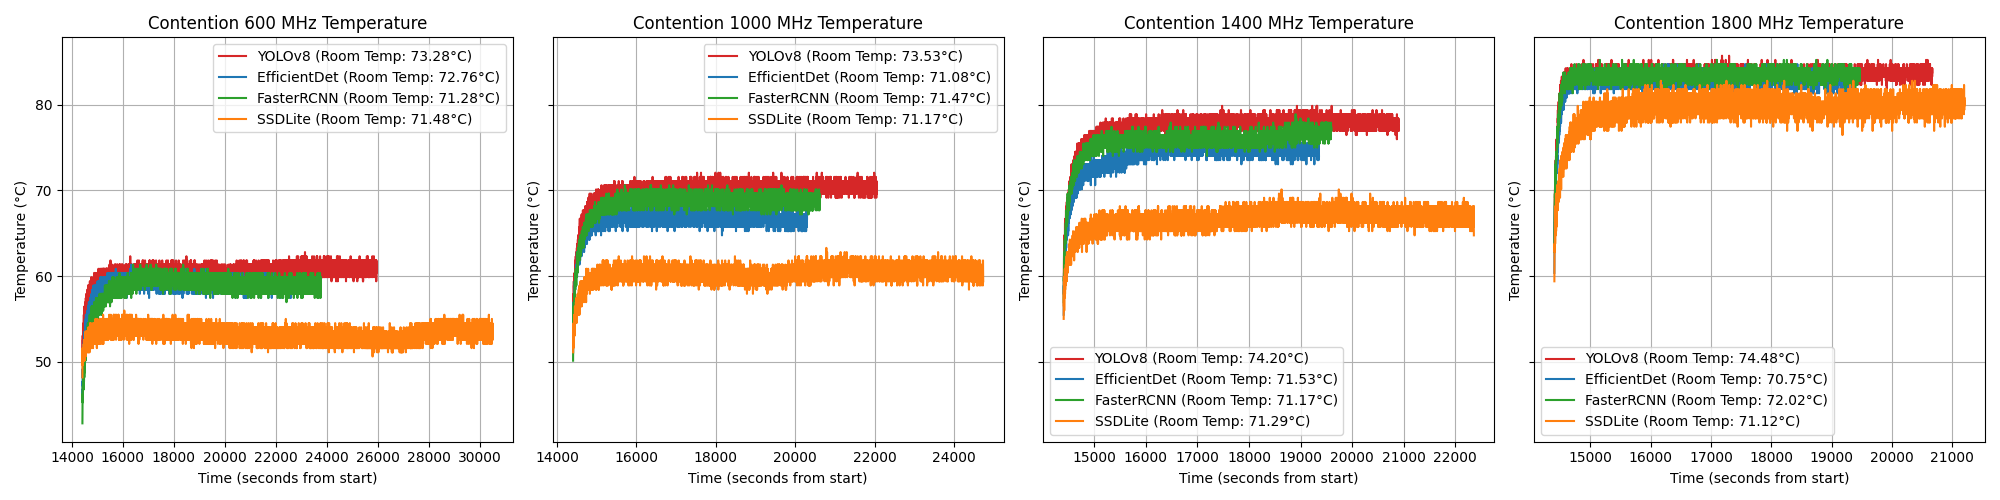 Contention 600 MHz Temperature
YOLOv8 (Room Temp: 73.28°C)
EfficientDet (Room Temp: 72.76°C)
FasterRCNN (Room Temp: 71.28°C)
SSDLite (Room Temp: 71.48°C)
Temperature (°C)
80
70
60
50
14000 16000 18000 20000 22000 24000 26000 28000 30000
Time (seconds from start)
Contention 1000 MHz Temperature
YOLOv8 (Room Temp: 73.53°C)
EfficientDet (Room Temp: 71.08°C)
FasterRCNN (Room Temp: 71.47°C)
SSDLite (Room Temp: 71.17°C)
Temperature (°C)
14000 16000 18000 20000 22000 24000
Time (seconds from start)
Contention 1400 MHz Temperature
Temperature (°C)
YOLOv8 (Room Temp: 74.20°C)
EfficientDet (Room Temp: 71.53°C)
FasterRCNN (Room Temp: 71.17°C)
SSDLite (Room Temp: 71.29°C)
15000 16000 17000 18000 19000 20000 21000 22000
Time (seconds from start)
Contention 1800 MHz Temperature
Temperature (°C)
YOLOv8 (Room Temp: 74.48°C)
EfficientDet (Room Temp: 70.75°C)
FasterRCNN (Room Temp: 72.02°C)
SSDLite (Room Temp: 71.12°C)
15000 16000 17000 18000 19000 20000 21000
Time (seconds from start)